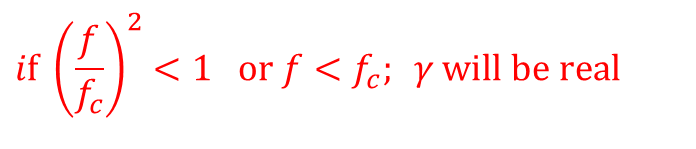 if (f/f_c)^2 < 1 or f < f_c; γ will be real